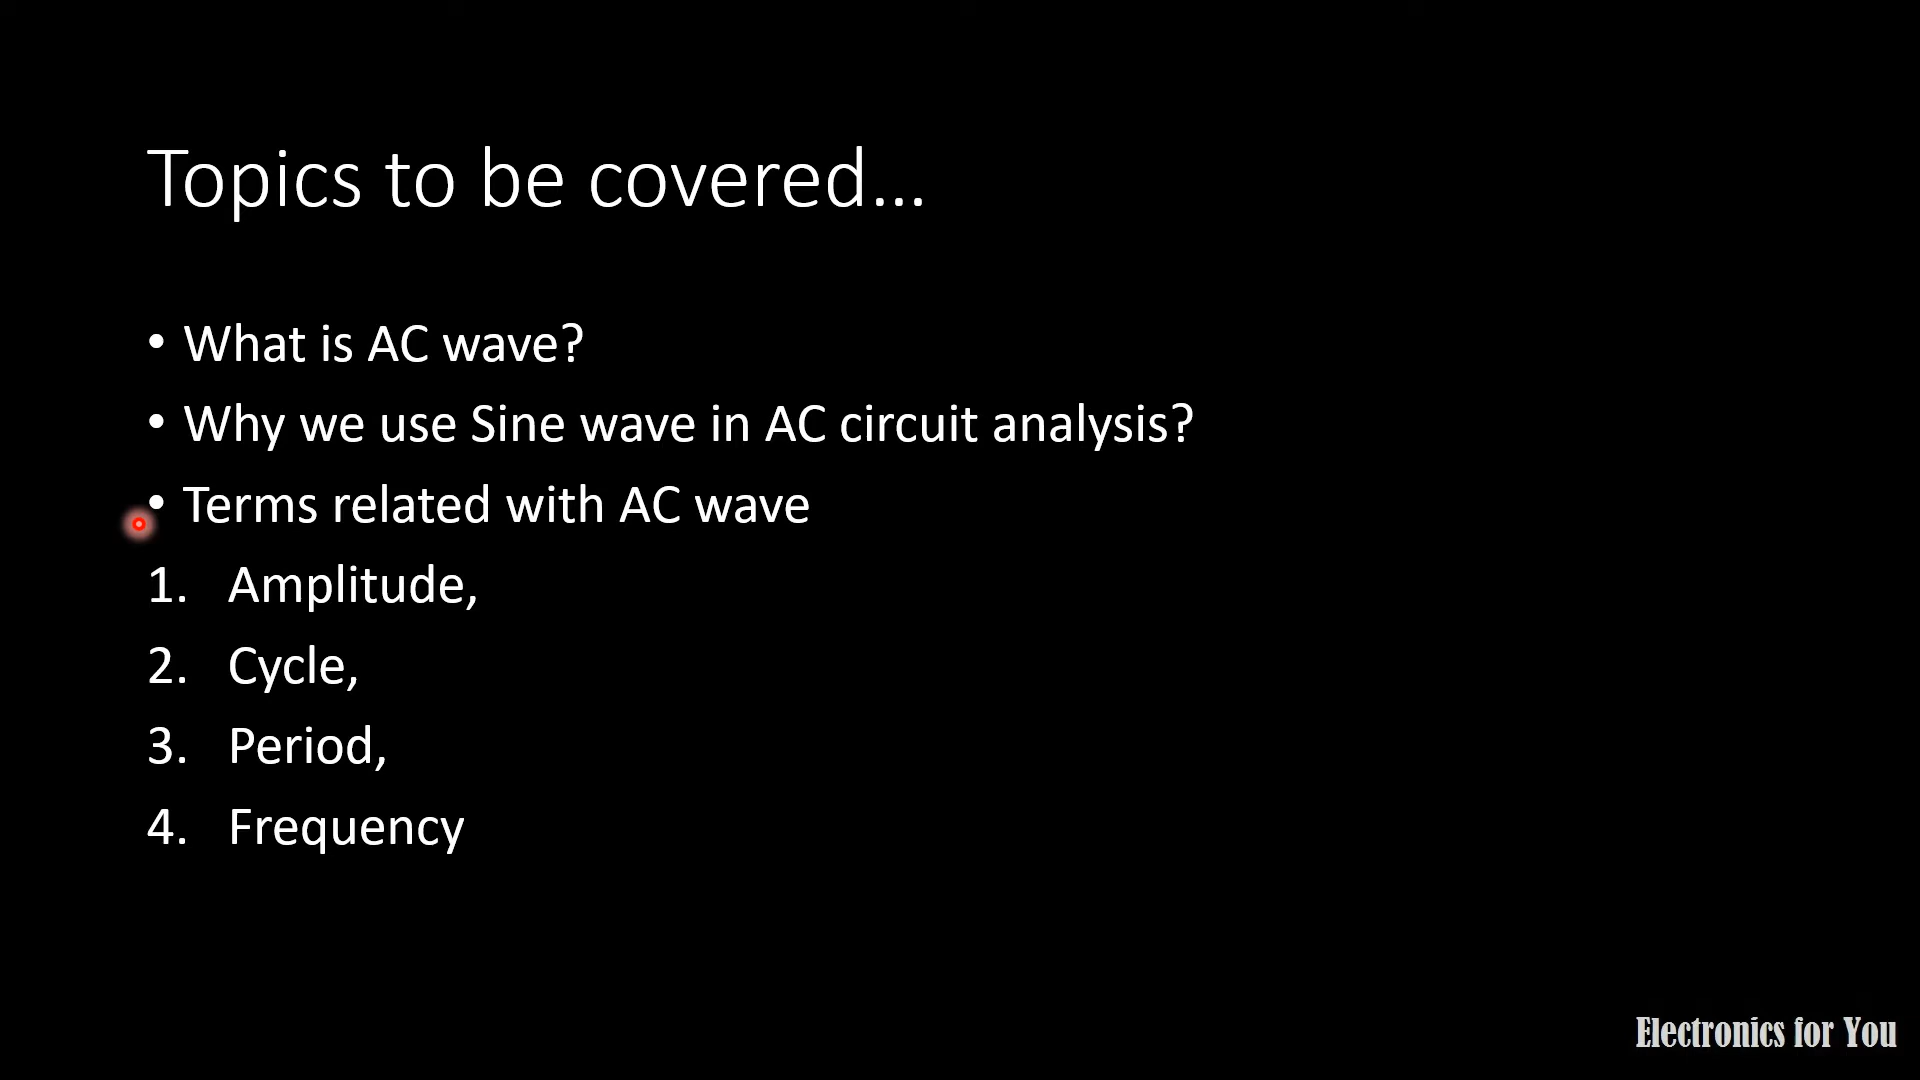 Topics to be covered...
• What is AC wave?
• Why we use Sine wave in AC circuit analysis?
• Terms related with AC wave
1. Amplitude,
2. Cycle,
3. Period,
4. Frequency
Electronics for You